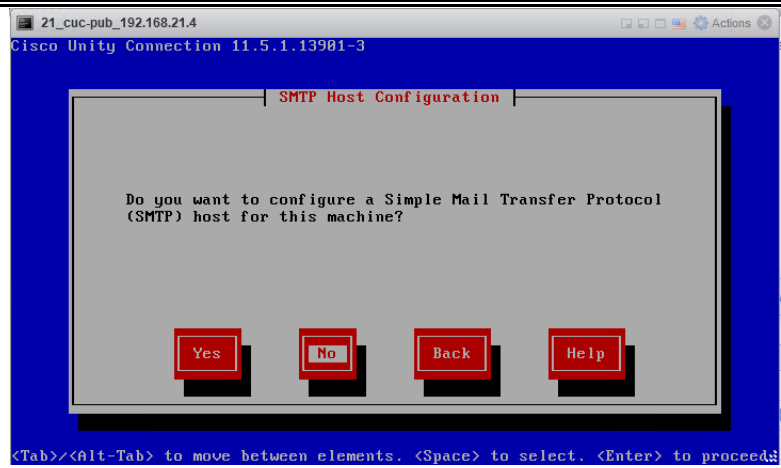 21_cuc-pub_192.168.21.4
Actions
Cisco Unity Connection 11.5.1.13901-3
SMTP Host Configuration
Do you want to configure a Simple Mail Transfer Protocol
(SMTP) host for this machine?
Yes No Back Help
<Tab>/<Alt-Tab> to move between elements. <Space> to select. <Enter> to proceed